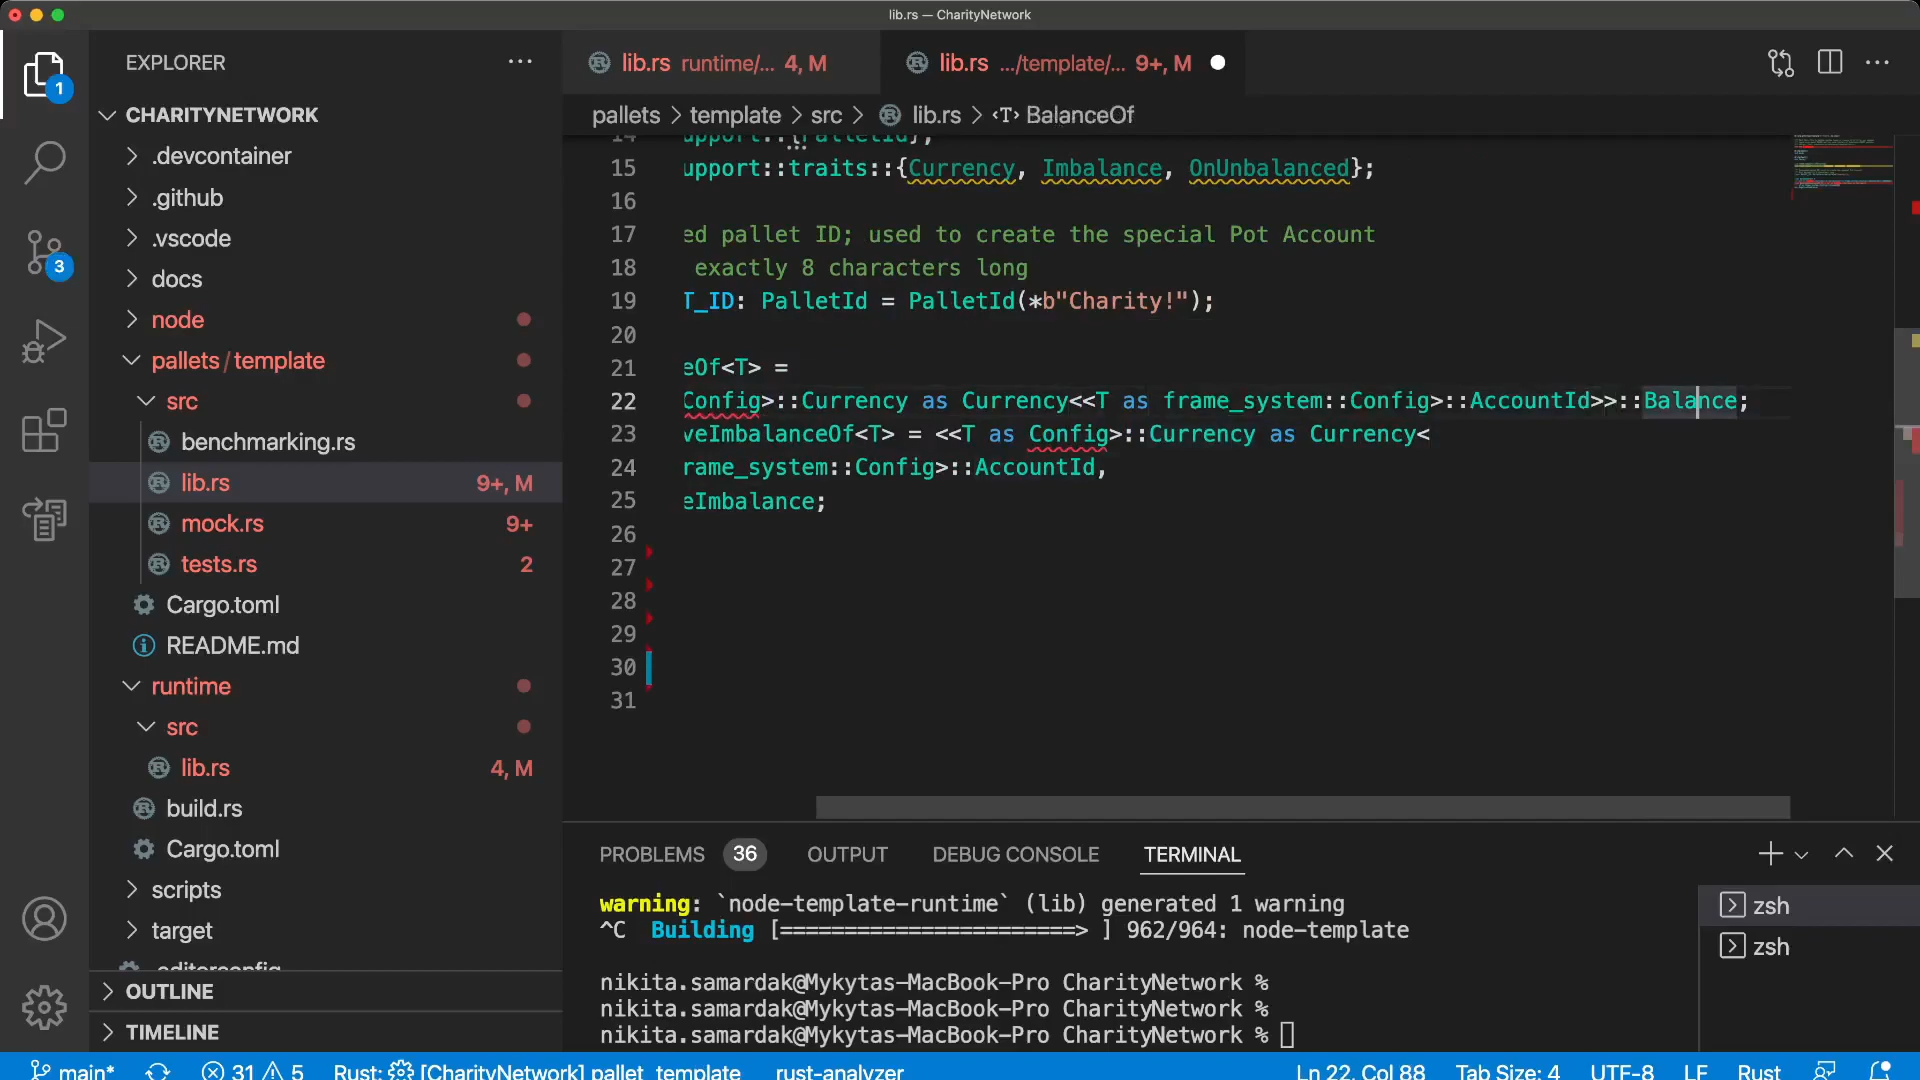 lib.rs — CharityNetwork
EXPLORER
1
3
CHARITYNETWORK
.devcontainer
.github
.vscode
docs
node
pallets/template
src
benchmarking.rs
lib.rs 9+, M
mock.rs 9+
tests.rs 2
Cargo.toml
README.md
runtime
src
lib.rs 4, M
build.rs
Cargo.toml
scripts
target
.editorconfig
OUTLINE
TIMELINE
lib.rs runtime/... 4, M
lib.rs .../template/... 9+, M
pallets > template > src > lib.rs > <T> BalanceOf
14 upport::{PalletId};
15 upport::traits::{Currency, Imbalance, OnUnbalanced};
16
17 ed pallet ID; used to create the special Pot Account
18 exactly 8 characters long
19 T_ID: PalletId = PalletId(*b"Charity!");
20
21 eOf<T> =
22 Config>::Currency as Currency<<T as frame_system::Config>::AccountId>>::Balance;
23 veImbalanceOf<T> = <<T as Config>::Currency as Currency<
24 rame_system::Config>::AccountId,
25 eImbalance;
26
27
28
29
30
31
PROBLEMS 36 OUTPUT DEBUG CONSOLE TERMINAL
warning: `node-template-runtime` (lib) generated 1 warning
^C Building [=======================> ] 962/964: node-template
nikita.samardak@Mykytas-MacBook-Pro CharityNetwork %
nikita.samardak@Mykytas-MacBook-Pro CharityNetwork %
nikita.samardak@Mykytas-MacBook-Pro CharityNetwork %
zsh
zsh
main* 31 5 Rust: [CharityNetwork] pallet_template rust-analyzer Ln 22, Col 88 Tab Size: 4 UTF-8 LF Rust